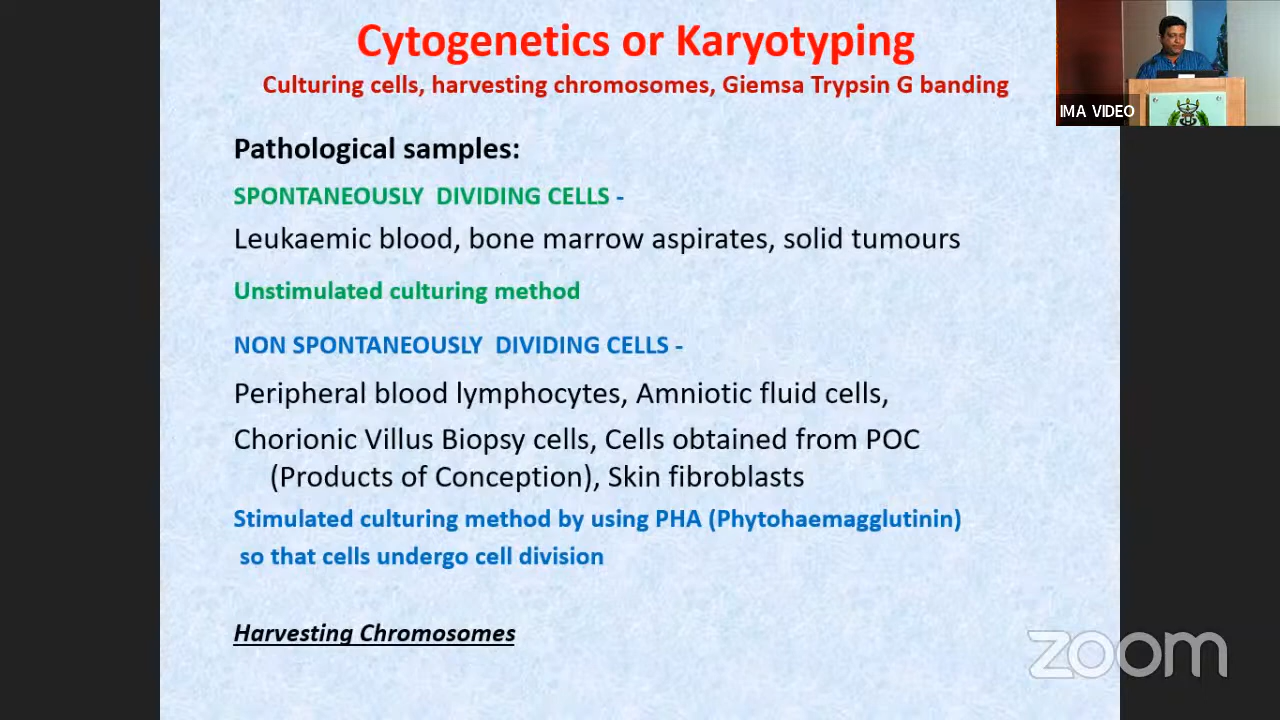 Cytogenetics or Karyotyping
Culturing cells, harvesting chromosomes, Giemsa Trypsin G banding
IMA VIDEO
Pathological samples:
SPONTANEOUSLY DIVIDING CELLS -
Leukaemic blood, bone marrow aspirates, solid tumours
Unstimulated culturing method
NON SPONTANEOUSLY DIVIDING CELLS -
Peripheral blood lymphocytes, Amniotic fluid cells,
Chorionic Villus Biopsy cells, Cells obtained from POC
(Products of Conception), Skin fibroblasts
Stimulated culturing method by using PHA (Phytohaemagglutinin)
so that cells undergo cell division
Harvesting Chromosomes
zoom